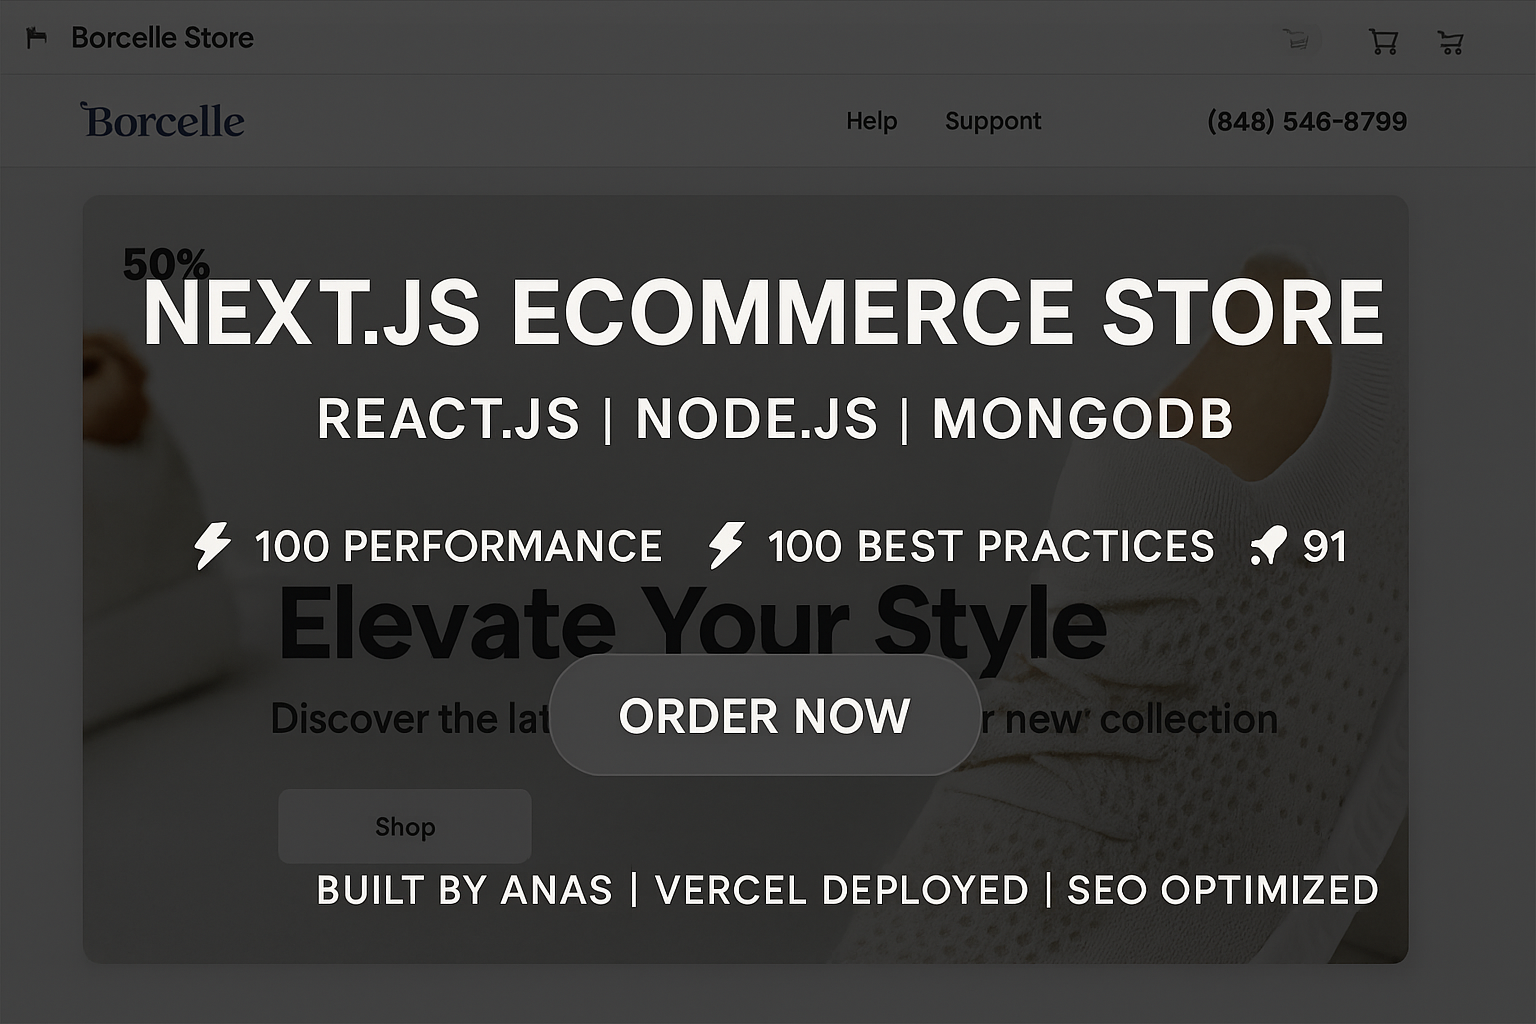 Borcelle Store
Borcelle
Help Suppont (848) 546-8799
50%
NEXT.JS ECOMMERCE STORE
REACT.JS | NODE.JS | MONGODB
100 PERFORMANCE 100 BEST PRACTICES 91
Elevate Your Style
Discover the lat r new collection
ORDER NOW
Shop
BUILT BY ANAS | VERCEL DEPLOYED | SEO OPTIMIZED